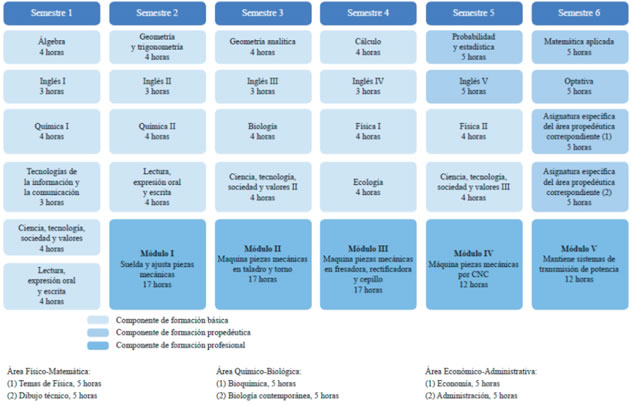 Semestre 1
Semestre 2
Semestre 3
Semestre 4
Semestre 5
Semestre 6
Álgebra
4 horas
Geometría
y trigonometría
4 horas
Geometría analítica
4 horas
Cálculo
4 horas
Probabilidad
y estadística
5 horas
Matemática aplicada
5 horas
Inglés I
3 horas
Inglés II
3 horas
Inglés III
3 horas
Inglés IV
3 horas
Inglés V
5 horas
Optativa
5 horas
Química I
4 horas
Química II
4 horas
Biología
4 horas
Física I
4 horas
Física II
4 horas
Asignatura específica
del área propedéutica
correspondiente (1)
5 horas
Tecnologías de
la información y
la comunicación
3 horas
Lectura,
expresión oral
y escrita
4 horas
Ciencia, tecnología,
sociedad y valores II
4 horas
Ecología
4 horas
Ciencia, tecnología,
sociedad y valores III
4 horas
Asignatura específica
del área propedéutica
correspondiente (2)
5 horas
Ciencia, tecnología,
sociedad y valores
4 horas
Lectura,
expresión oral
y escrita
4 horas
Módulo I
Suelda y ajusta piezas
mecánicas
17 horas
Módulo II
Maquina piezas mecánicas
en taladro y torno
17 horas
Módulo III
Maquina piezas mecánicas
en fresadora, rectificadora
y cepillo
17 horas
Módulo IV
Máquina piezas mecánicas
por CNC
12 horas
Módulo V
Mantiene sistemas de
transmisión de potencia
12 horas
Componente de formación básica
Componente de formación propedéutica
Componente de formación profesional
Área Físico-Matemática:
(1) Temas de Física, 5 horas
(2) Dibujo técnico, 5 horas
Área Químico-Biológica:
(1) Bioquímica, 5 horas
(2) Biología contemporánea, 5 horas
Área Económico-Administrativa:
(1) Economía, 5 horas
(2) Administración, 5 horas